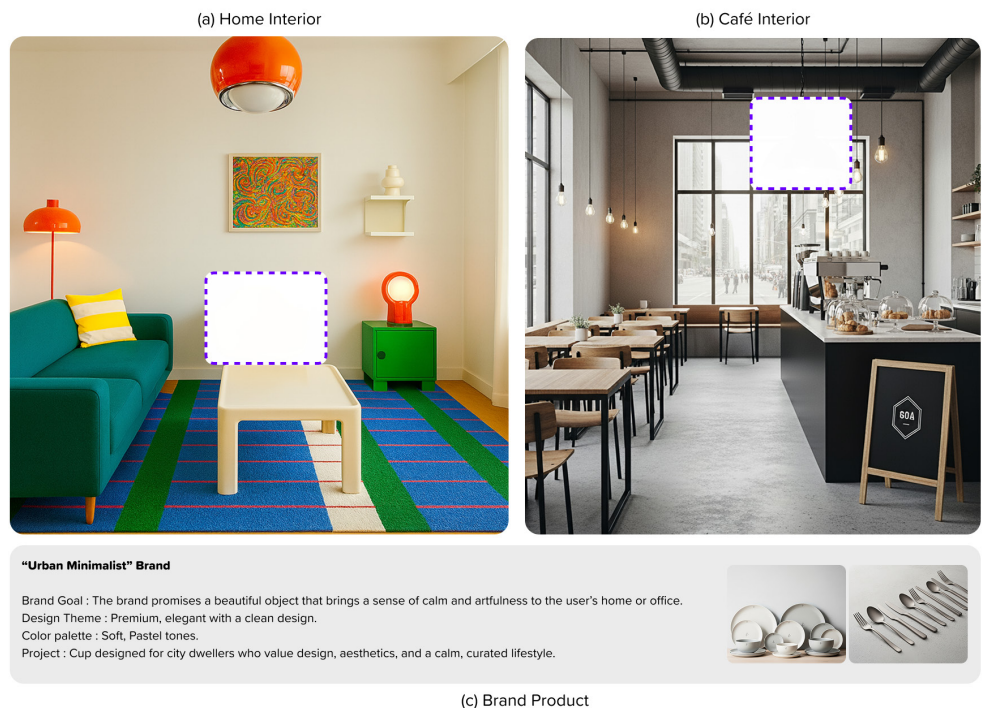 (a) Home Interior
(b) Café Interior
GOA
“Urban Minimalist” Brand
Brand Goal : The brand promises a beautiful object that brings a sense of calm and artfulness to the user’s home or office.
Design Theme : Premium, elegant with a clean design.
Color palette : Soft, Pastel tones.
Project : Cup designed for city dwellers who value design, aesthetics, and a calm, curated lifestyle.
(c) Brand Product